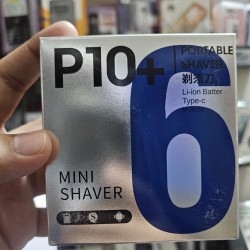 P10+
PORTABLE
SHAVER
剃须刀
Li-ion Batter
Type-c
6
MINI
SHAVER